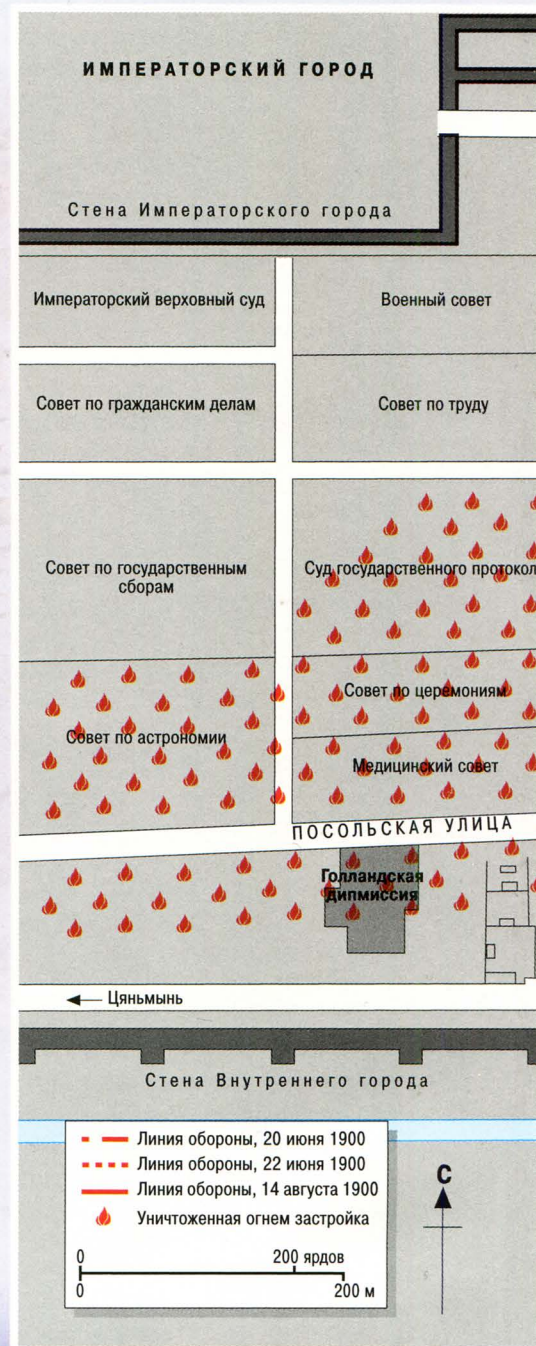 ИМПЕРАТОРСКИЙ ГОРОД
Стена Императорского города
Императорский верховный суд
Военный совет
Совет по гражданским делам
Совет по труду
Совет по государственным
сборам
Суд государственного протокол
Совет по церемониям
Совет по астрономии
Медицинский совет
ПОСОЛЬСКАЯ УЛИЦА
Голландская
дипмиссия
Цяньмынь
Стена Внутреннего города
Линия обороны, 20 июня 1900
Линия обороны, 22 июня 1900
Линия обороны, 14 августа 1900
Уничтоженная огнем застройка
0 200 ярдов
0 200 м
С